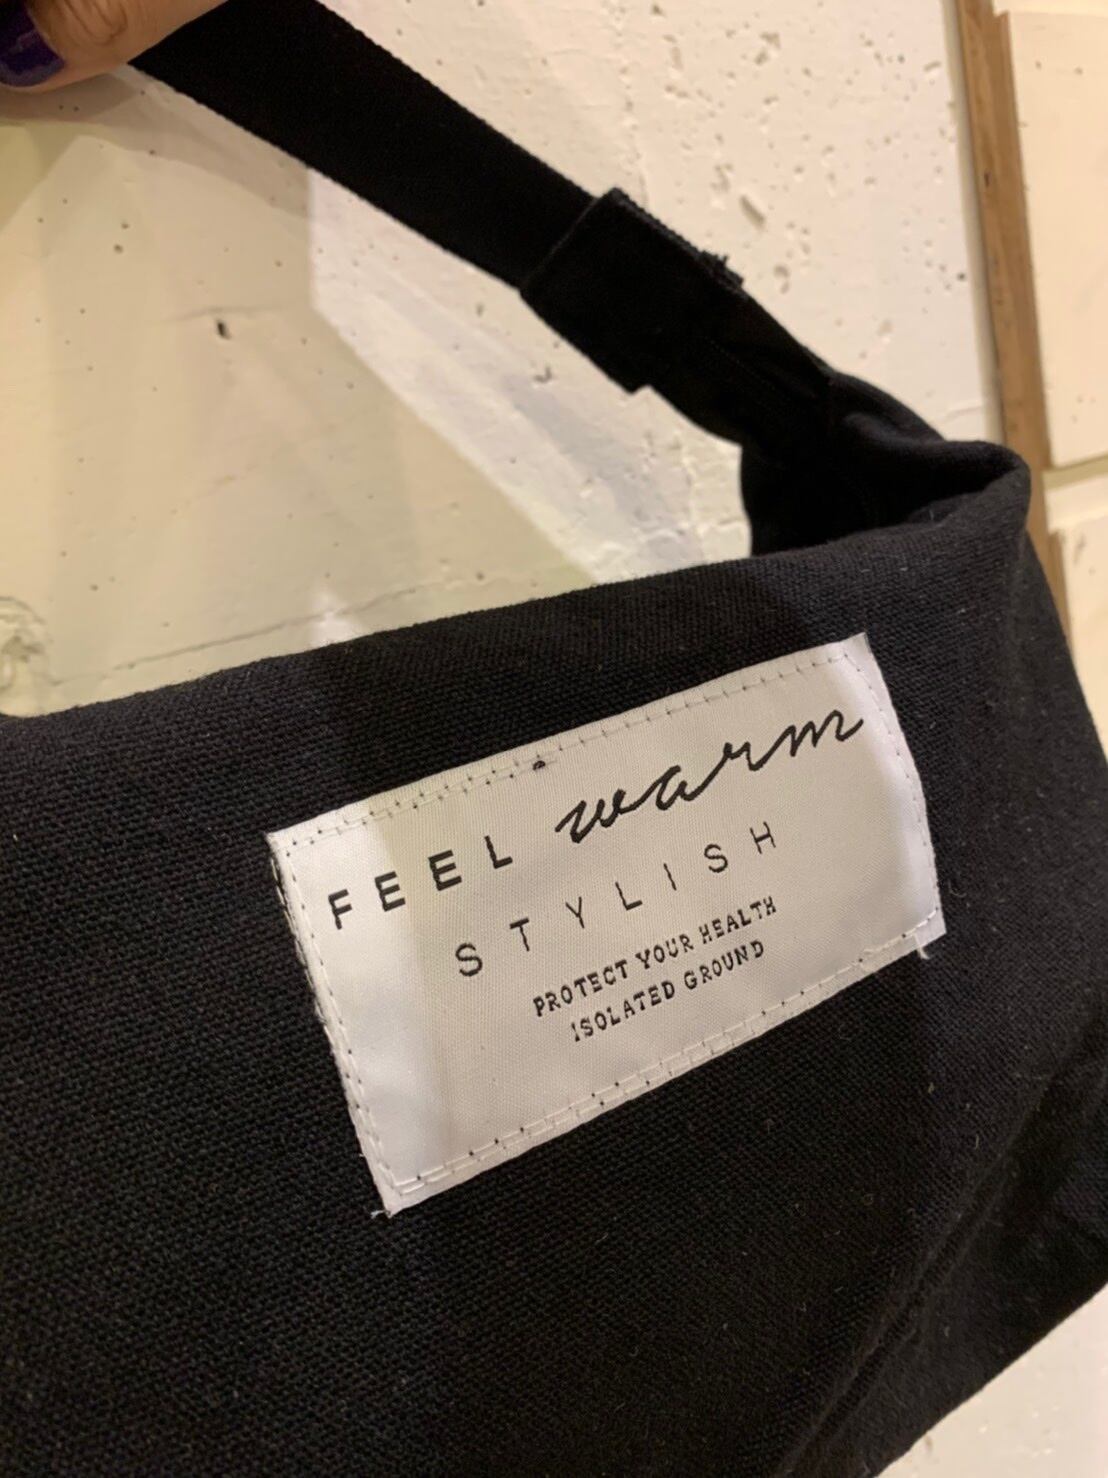 FEEL warm
STYLISH
PROTECT YOUR HEALTH
ISOLATED GROUND